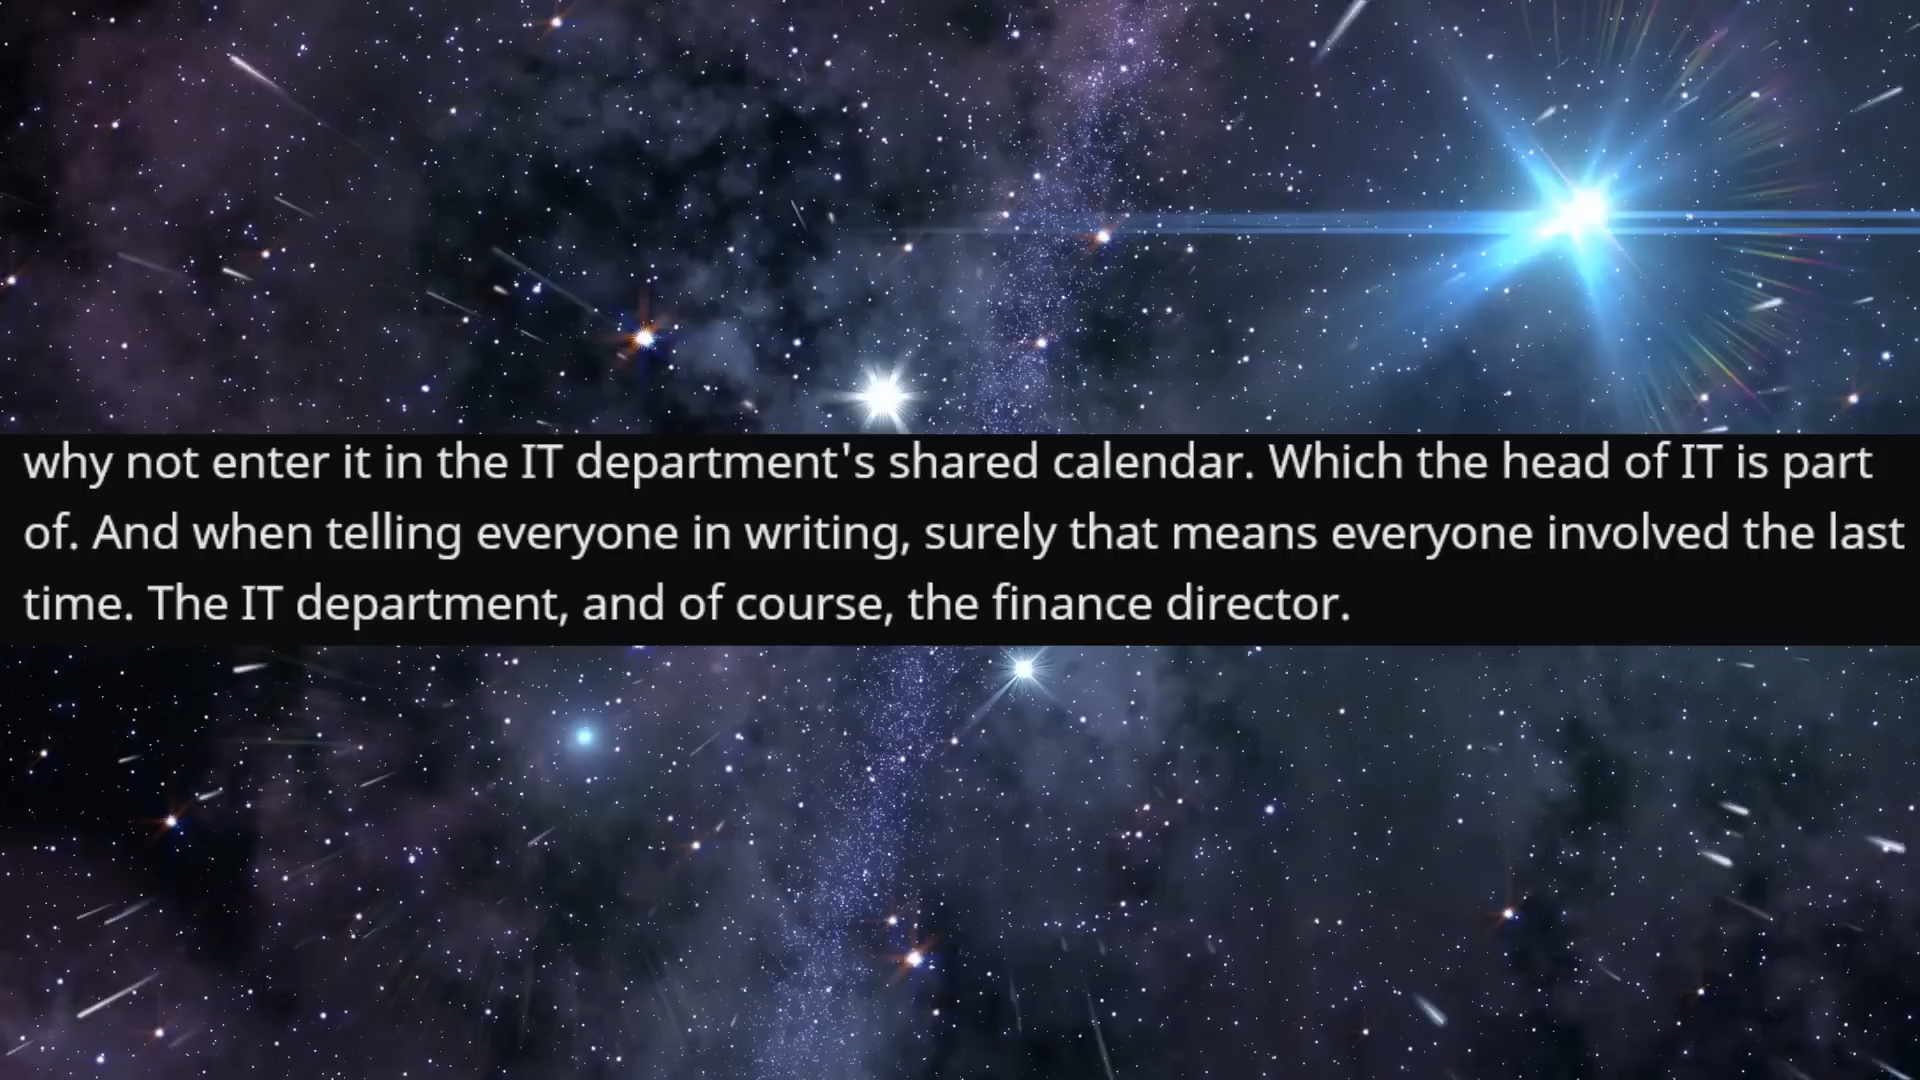 why not enter it in the IT department's shared calendar. Which the head of IT is part
of. And when telling everyone in writing, surely that means everyone involved the last
time. The IT department, and of course, the finance director.